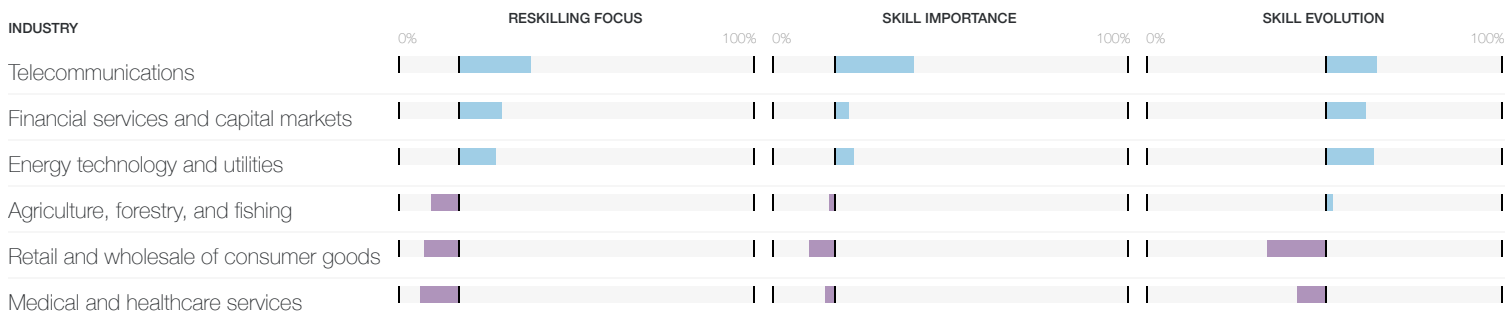 INDUSTRY
RESKILLING FOCUS
SKILL IMPORTANCE
SKILL EVOLUTION
0%
100%
0%
100%
0%
100%
Telecommunications
Financial services and capital markets
Energy technology and utilities
Agriculture, forestry, and fishing
Retail and wholesale of consumer goods
Medical and healthcare services